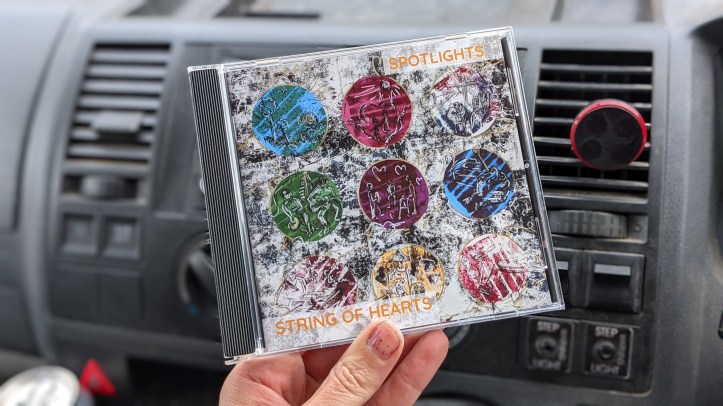 SPOTLIGHTS
STRING OF HEARTS
STEP
LIGHT
STEP
LIGHT